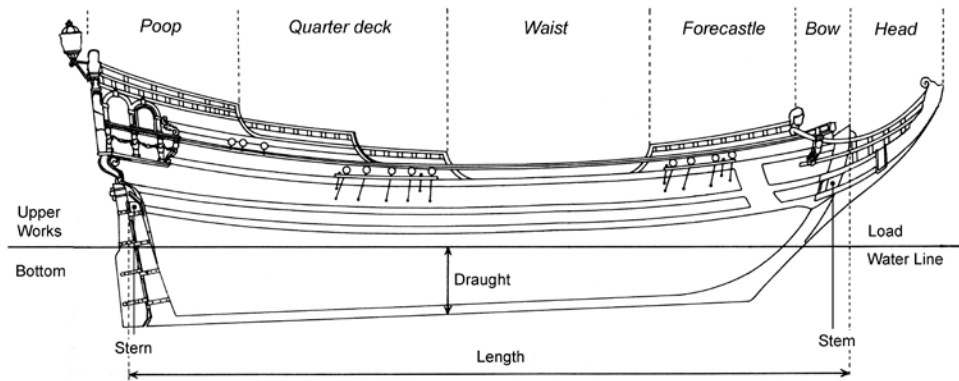 Poop
Quarter deck
Waist
Forecastle
Bow
Head
Upper
Works
Load
Bottom
Water Line
Draught
Stern
Stem
Length